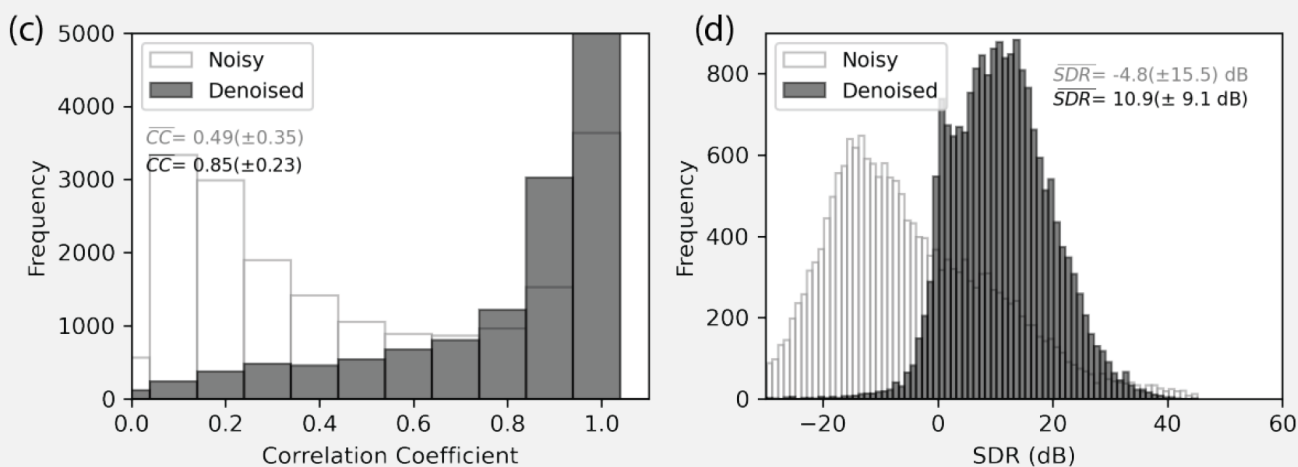 (c)
5000
4000
3000
2000
1000
0
Frequency
Noisy
Denoised
CC= 0.49(±0.35)
CC= 0.85(±0.23)
0.0 0.2 0.4 0.6 0.8 1.0
Correlation Coefficient
(d)
800
600
400
200
0
Frequency
Noisy
Denoised
SDR= -4.8(±15.5) dB
SDR= 10.9(± 9.1 dB)
−20 0 20 40 60
SDR (dB)